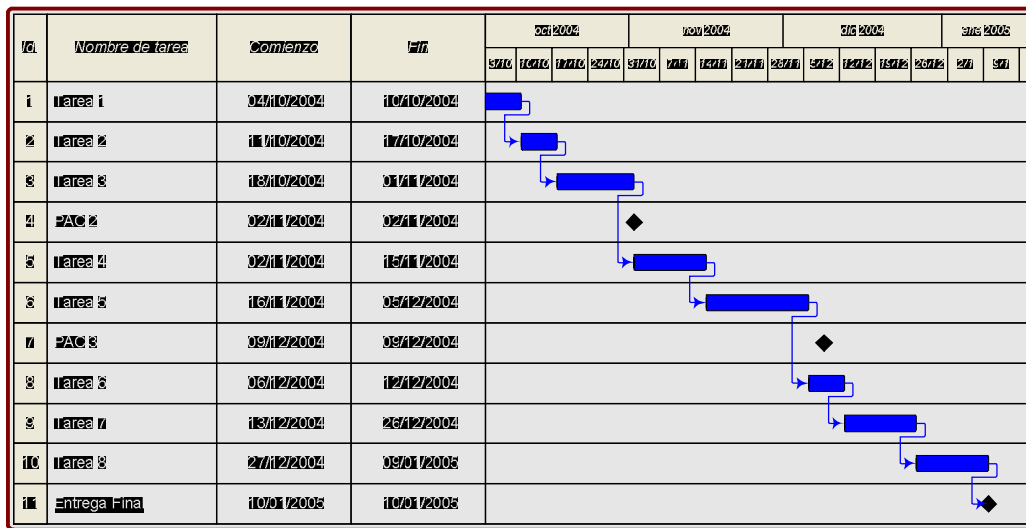 Id. Nombre de tarea Comienzo Fin oct 2004 nov 2004 dic 2004 ene 2005
3/10 10/10 17/10 24/10 31/10 7/11 14/11 21/11 28/11 5/12 12/12 19/12 26/12 2/1 9/1
1 Tarea 1 04/10/2004 10/10/2004
2 Tarea 2 11/10/2004 17/10/2004
3 Tarea 3 18/10/2004 01/11/2004
4 PAC 2 02/11/2004 02/11/2004
5 Tarea 4 02/11/2004 15/11/2004
6 Tarea 5 16/11/2004 05/12/2004
7 PAC 3 09/12/2004 09/12/2004
8 Tarea 6 06/12/2004 12/12/2004
9 Tarea 7 13/12/2004 26/12/2004
10 Tarea 8 27/12/2004 09/01/2005
11 Entrega Final 10/01/2005 10/01/2005